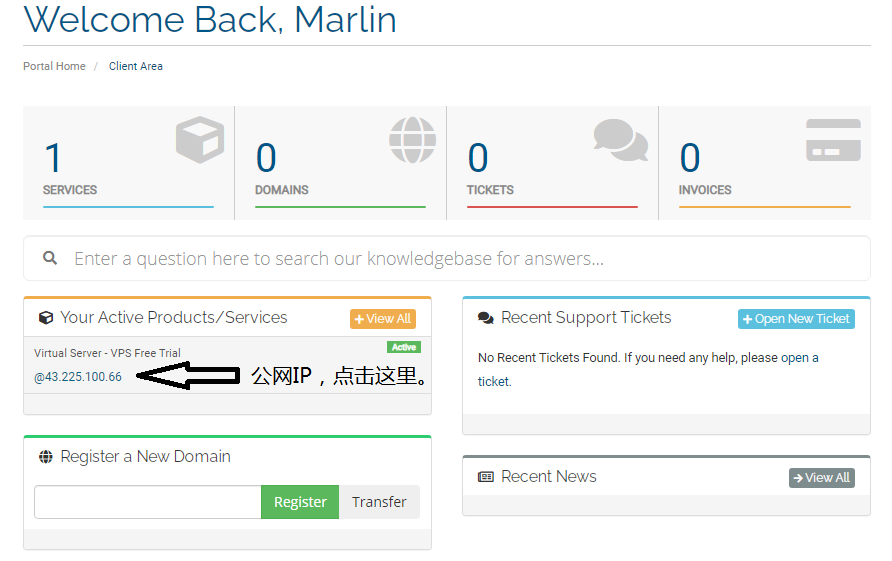 Welcome Back, Marlin
Portal Home / Client Area
1
SERVICES
0
DOMAINS
0
TICKETS
0
INVOICES
Enter a question here to search our knowledgebase for answers...
Your Active Products/Services
+ View All
Virtual Server - VPS Free Trial
Active
@43.225.100.66
公网IP，点击这里。
Register a New Domain
Register
Transfer
Recent Support Tickets
+ Open New Ticket
No Recent Tickets Found. If you need any help, please open a
ticket.
Recent News
View All